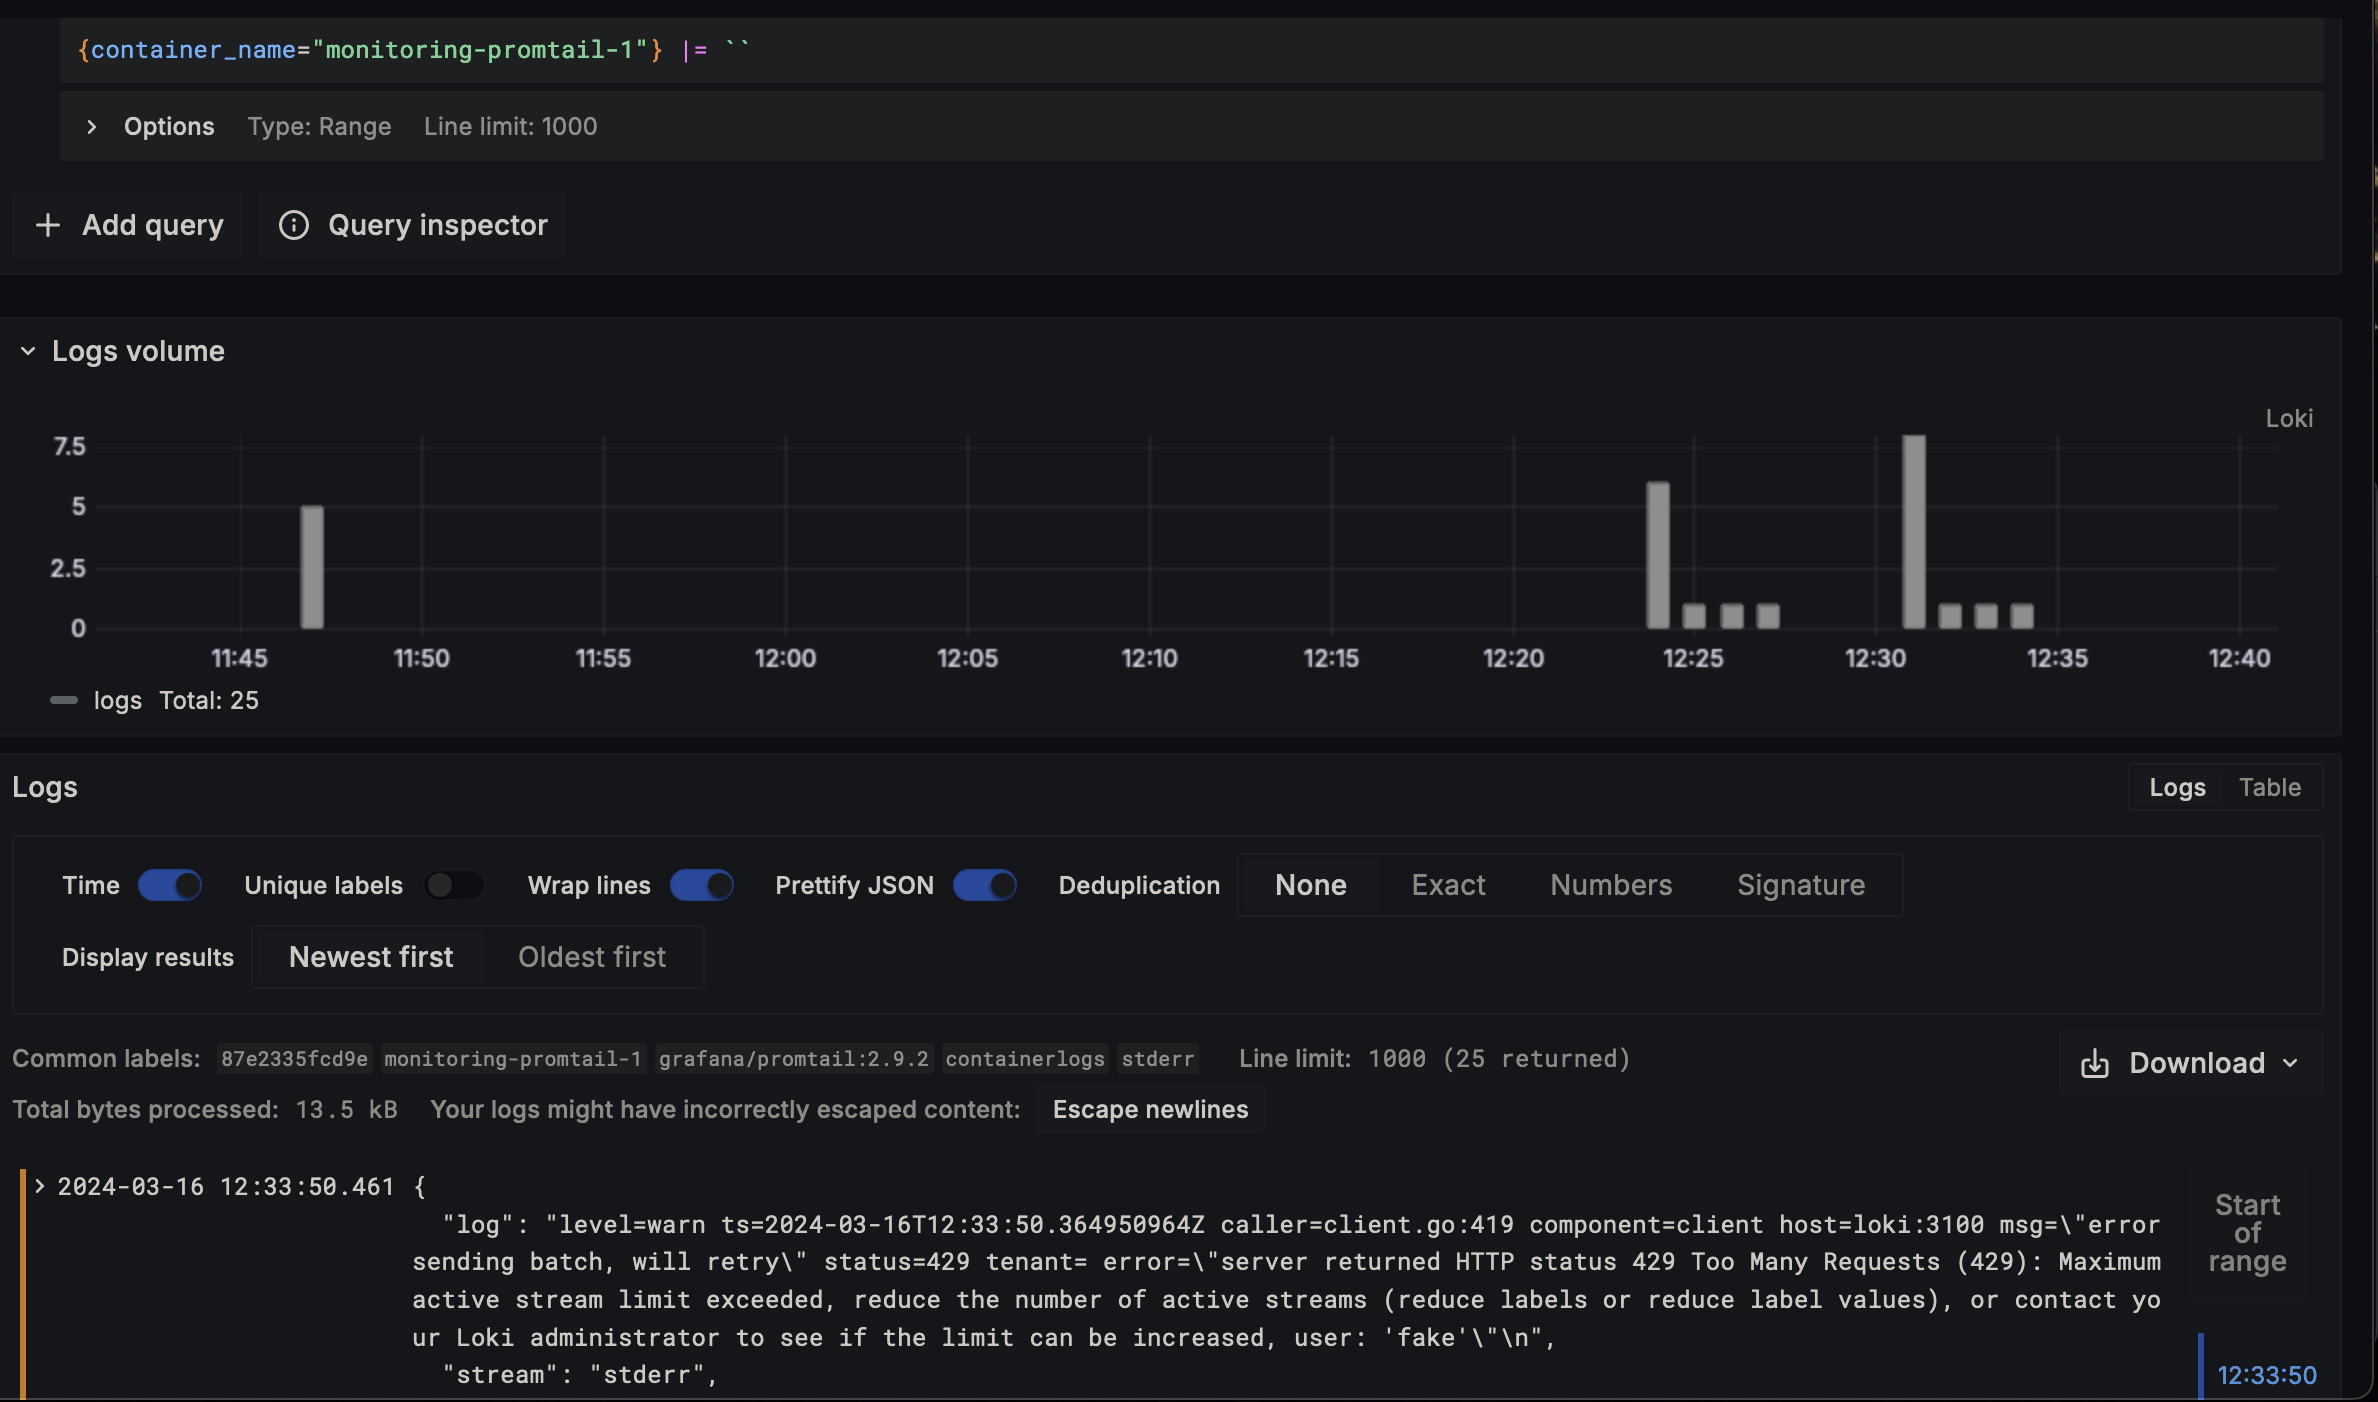 {container_name="monitoring-promtail-1"} |= ``
Options Type: Range Line limit: 1000
Add query Query inspector
Logs volume
Loki
7.5
5
2.5
0
11:45 11:50 11:55 12:00 12:05 12:10 12:15 12:20 12:25 12:30 12:35 12:40
logs Total: 25
Logs Logs Table
Time Unique labels Wrap lines Prettify JSON Deduplication None Exact Numbers Signature
Display results Newest first Oldest first
Common labels: 87e2335fcd9e monitoring-promtail-1 grafana/promtail:2.9.2 containerlogs stderr Line limit: 1000 (25 returned) Download
Total bytes processed: 13.5 kB Your logs might have incorrectly escaped content: Escape newlines
2024-03-16 12:33:50.461 {
"log": "level=warn ts=2024-03-16T12:33:50.364950964Z caller=client.go:419 component=client host=loki:3100 msg=\"error
sending batch, will retry\" status=429 tenant= error=\"server returned HTTP status 429 Too Many Requests (429): Maximum
active stream limit exceeded, reduce the number of active streams (reduce labels or reduce label values), or contact yo
ur Loki administrator to see if the limit can be increased, user: 'fake'\"\n",
"stream": "stderr",
Start
of
range
12:33:50